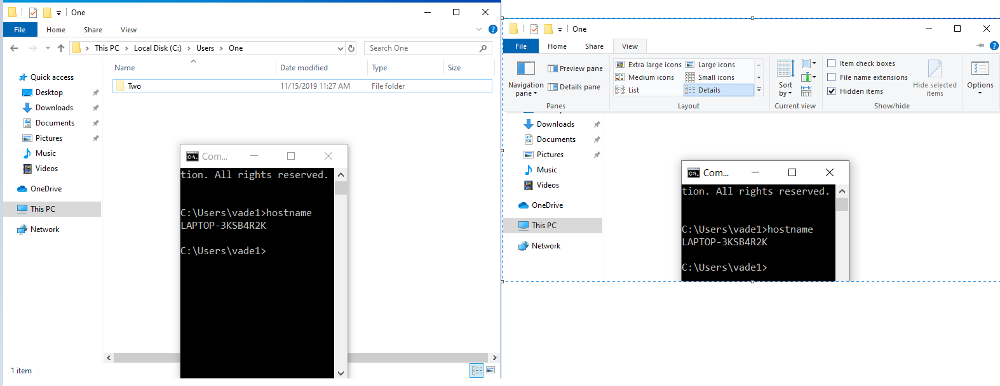 One
File Home Share View
This PC Local Disk (C:) Users One
Search One
Name Date modified Type Size
Quick access
Two 11/15/2019 11:27 AM File folder
Desktop
Downloads
Documents
Pictures
Music
Videos
OneDrive
This PC
Network
1 item
C:\. Com...
tion. All rights reserved.
C:\Users\vade1>hostname
LAPTOP-3KSB4R2K
C:\Users\vade1>
One
File Home Share View
Navigation pane
Preview pane
Details pane
Panes
Extra large icons Large icons
Medium icons Small icons
List Details
Layout
Sort by
Current view
Item check boxes
File name extensions
Hidden items
Hide selected items
Show/hide
Options
Downloads
Documents
Pictures
Music
Videos
OneDrive
This PC
Network
C:\. Com...
tion. All rights reserved.
C:\Users\vade1>hostname
LAPTOP-3KSB4R2K
C:\Users\vade1>